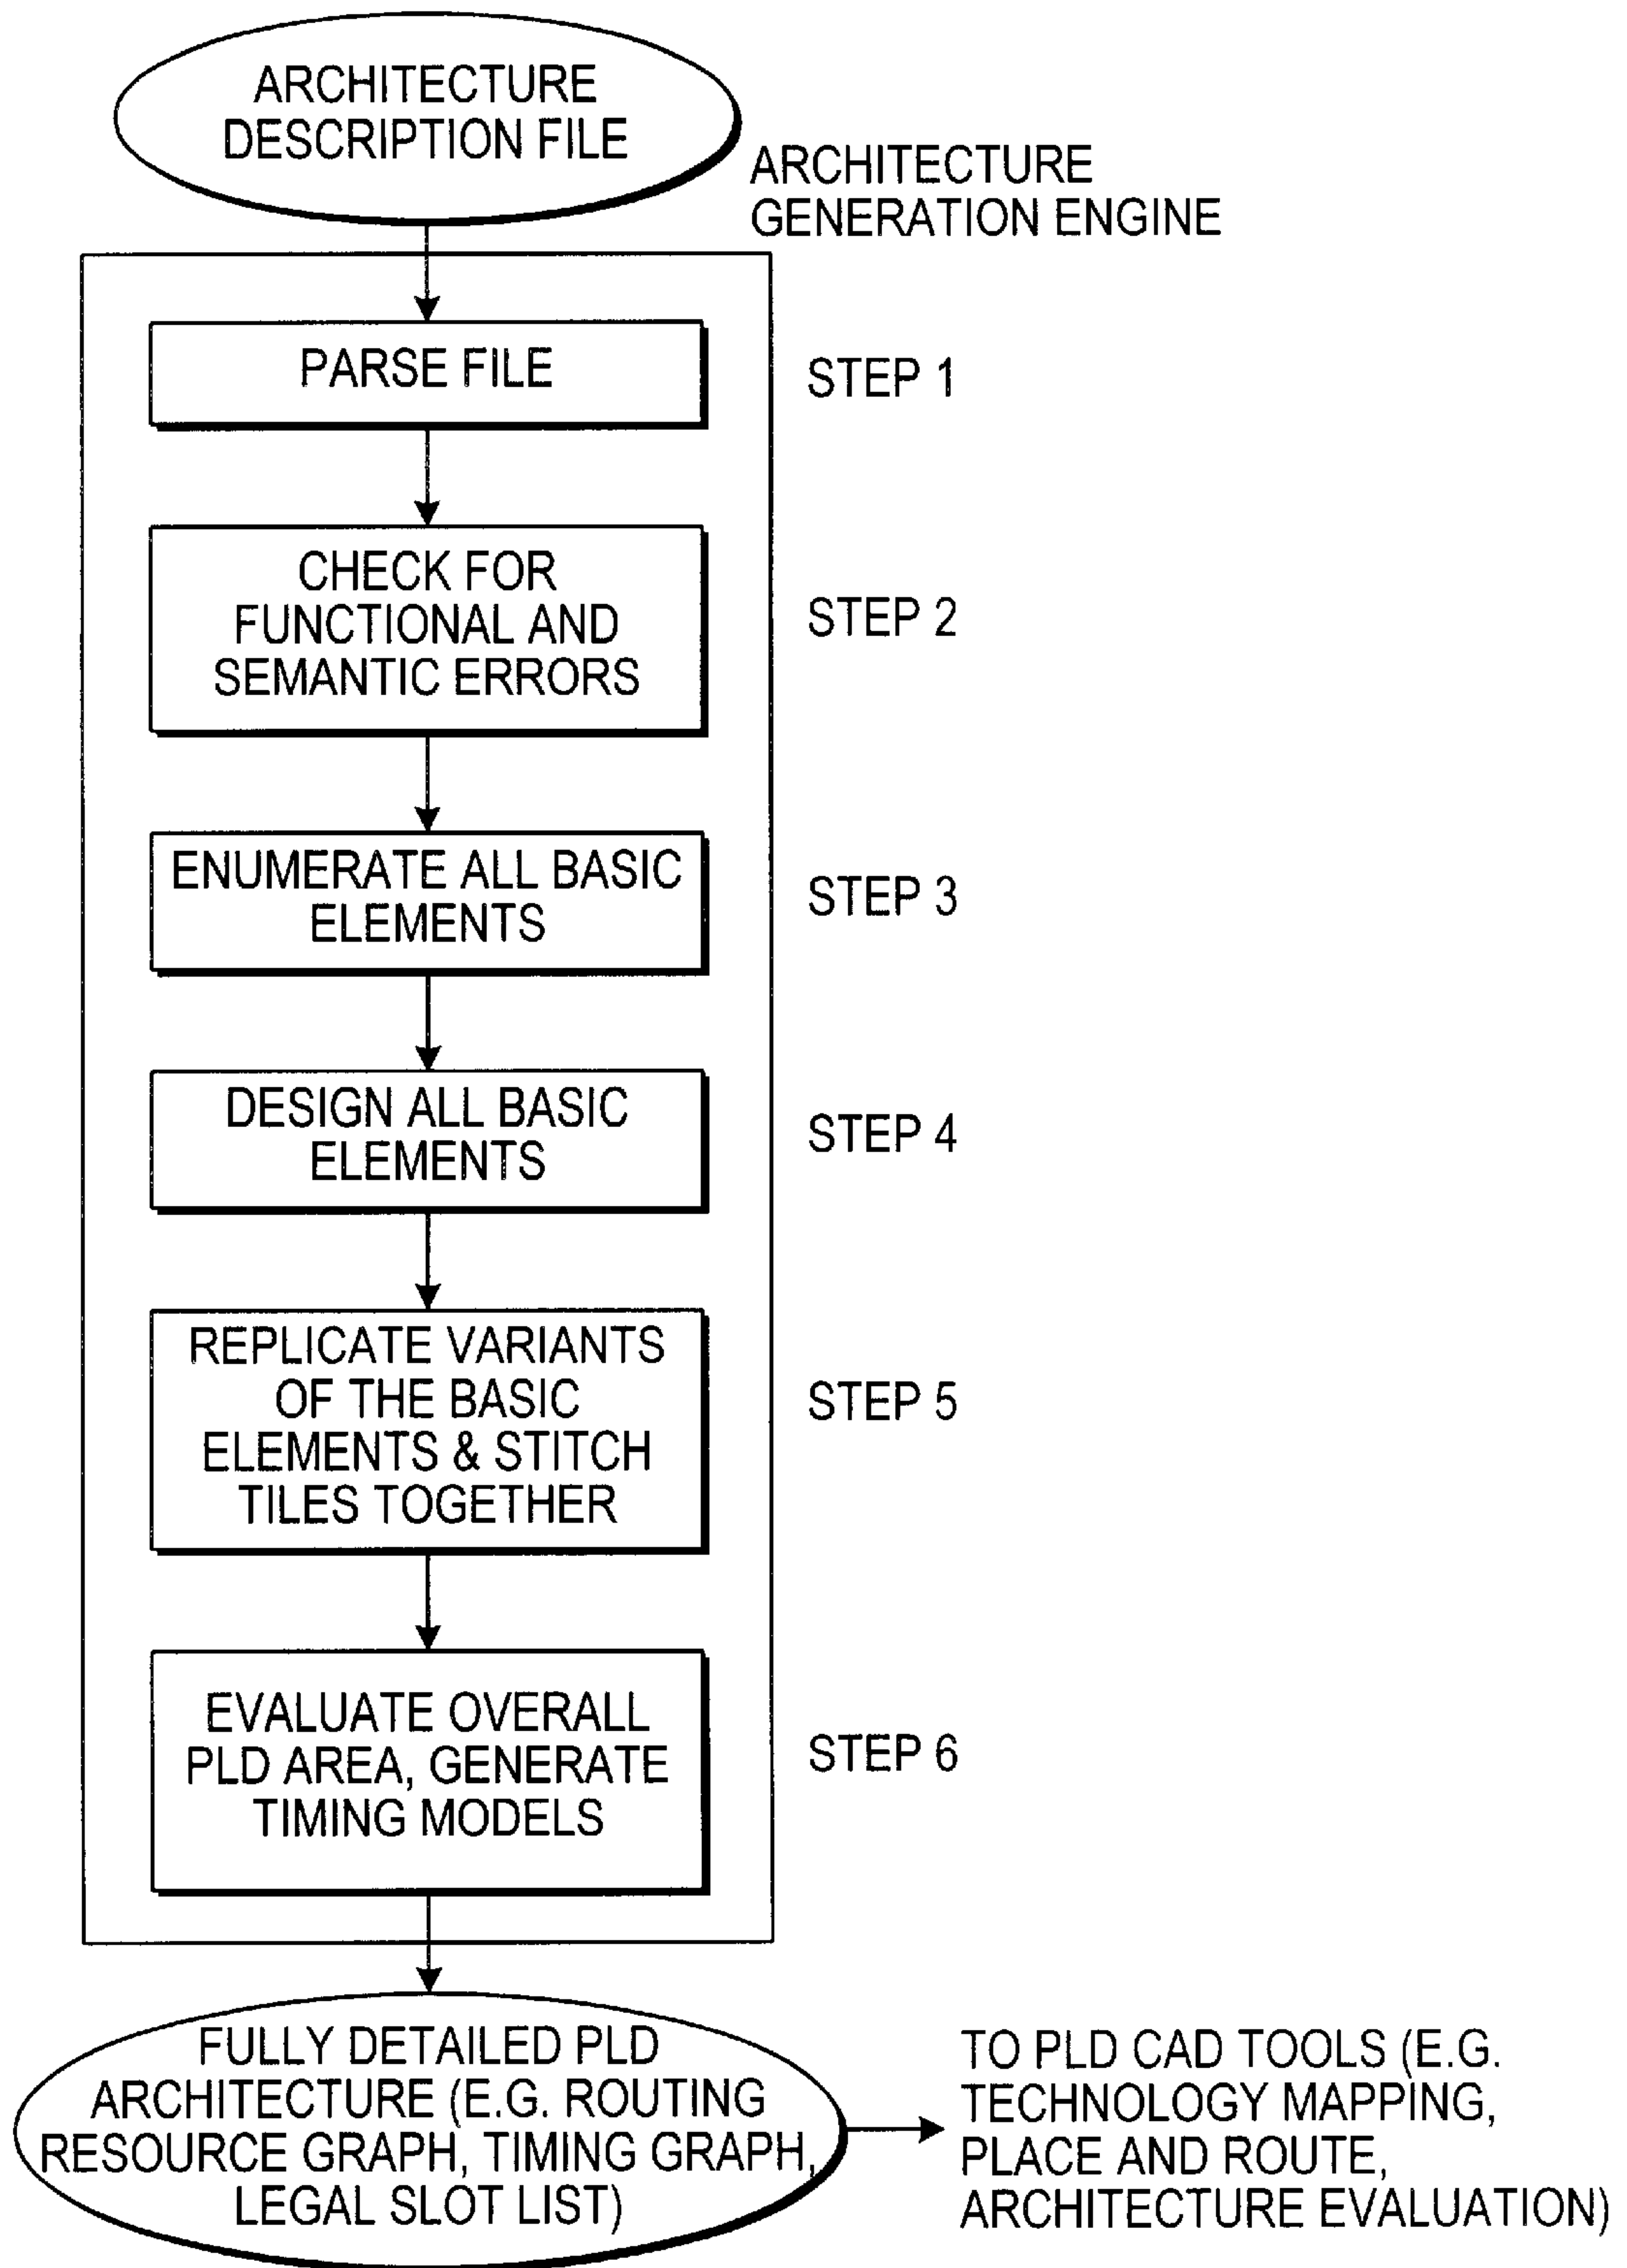 ARCHITECTURE
DESCRIPTION FILE
ARCHITECTURE
GENERATION ENGINE
PARSE FILE
STEP 1
CHECK FOR
FUNCTIONAL AND
SEMANTIC ERRORS
STEP 2
ENUMERATE ALL BASIC
ELEMENTS
STEP 3
DESIGN ALL BASIC
ELEMENTS
STEP 4
REPLICATE VARIANTS
OF THE BASIC
ELEMENTS & STITCH
TILES TOGETHER
STEP 5
EVALUATE OVERALL
PLD AREA, GENERATE
TIMING MODELS
STEP 6
FULLY DETAILED PLD
ARCHITECTURE (E.G. ROUTING
RESOURCE GRAPH, TIMING GRAPH,
LEGAL SLOT LIST)
TO PLD CAD TOOLS (E.G.
TECHNOLOGY MAPPING,
PLACE AND ROUTE,
ARCHITECTURE EVALUATION)